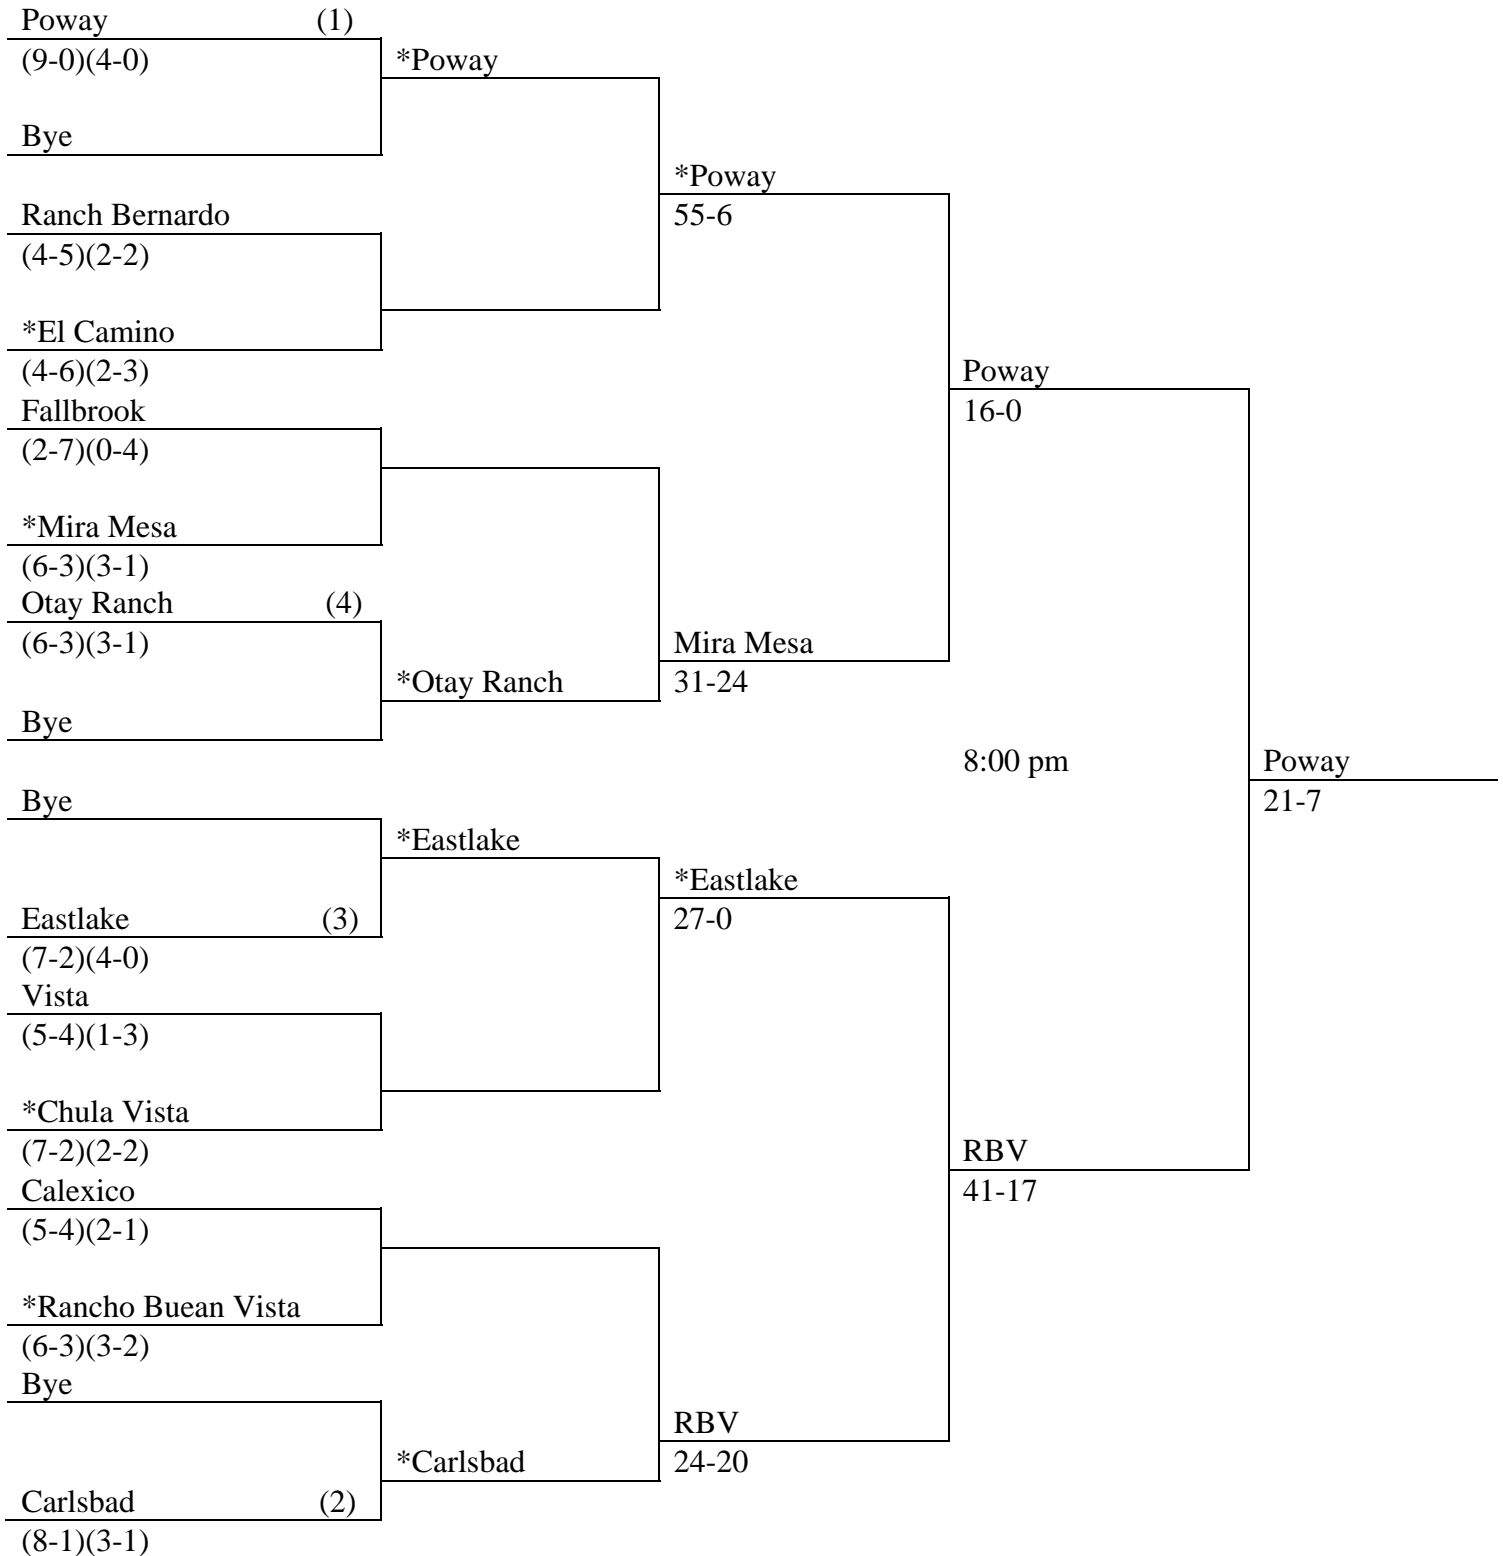 Poway (1)
(9-0)(4-0)
*Poway
Bye
*Poway
55-6
Ranch Bernardo
(4-5)(2-2)
*El Camino
(4-6)(2-3)
Poway
16-0
Fallbrook
(2-7)(0-4)
*Mira Mesa
(6-3)(3-1)
Otay Ranch (4)
(6-3)(3-1)
Mira Mesa
31-24
*Otay Ranch
Bye
8:00 pm
Poway
21-7
Bye
*Eastlake
*Eastlake
27-0
Eastlake (3)
(7-2)(4-0)
Vista
(5-4)(1-3)
*Chula Vista
(7-2)(2-2)
RBV
41-17
Calexico
(5-4)(2-1)
*Rancho Buean Vista
(6-3)(3-2)
Bye
RBV
24-20
*Carlsbad
Carlsbad (2)
(8-1)(3-1)